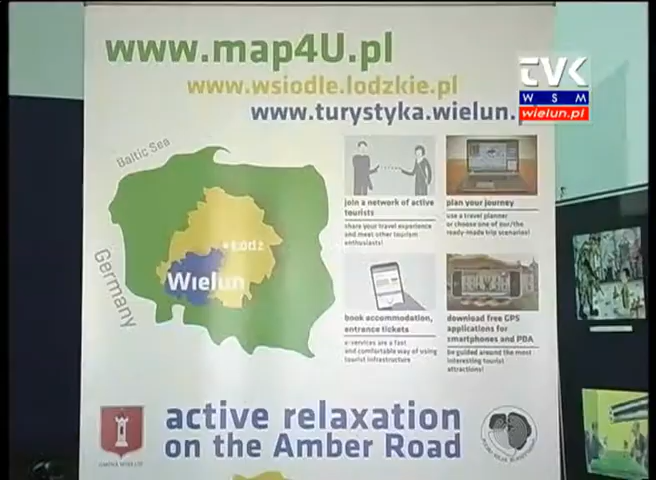 www.map4U.pl
www.wsiodle.lodzkie.pl
www.turystyka.wielun.
TVK
WSM
wielun.pl
Baltic Sea
Germany
Łódź
Wieluń
join a network of active
tourists
share your travel experience
and meet other tourism
enthusiasts!
plan your journey
use a travel planner
or choose one of our/the
ready-made trip scenarios!
book accommodation,
entrance tickets
e-services are a fast
and comfortable way of using
tourist infrastructure
download free GPS
applications for
smartphones and PDA
be guided around the most
interesting tourist
attractions!
active relaxation
on the Amber Road